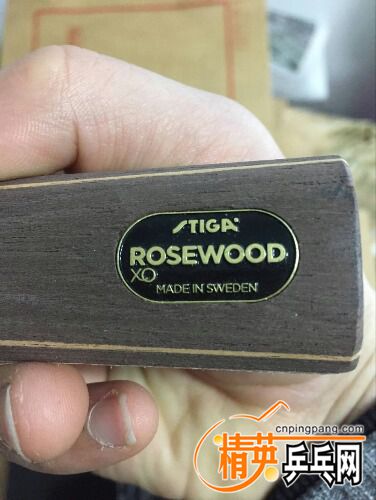 STIGA
ROSEWOOD
XO
MADE IN SWEDEN
cnpingpang.com
精英乒乓网